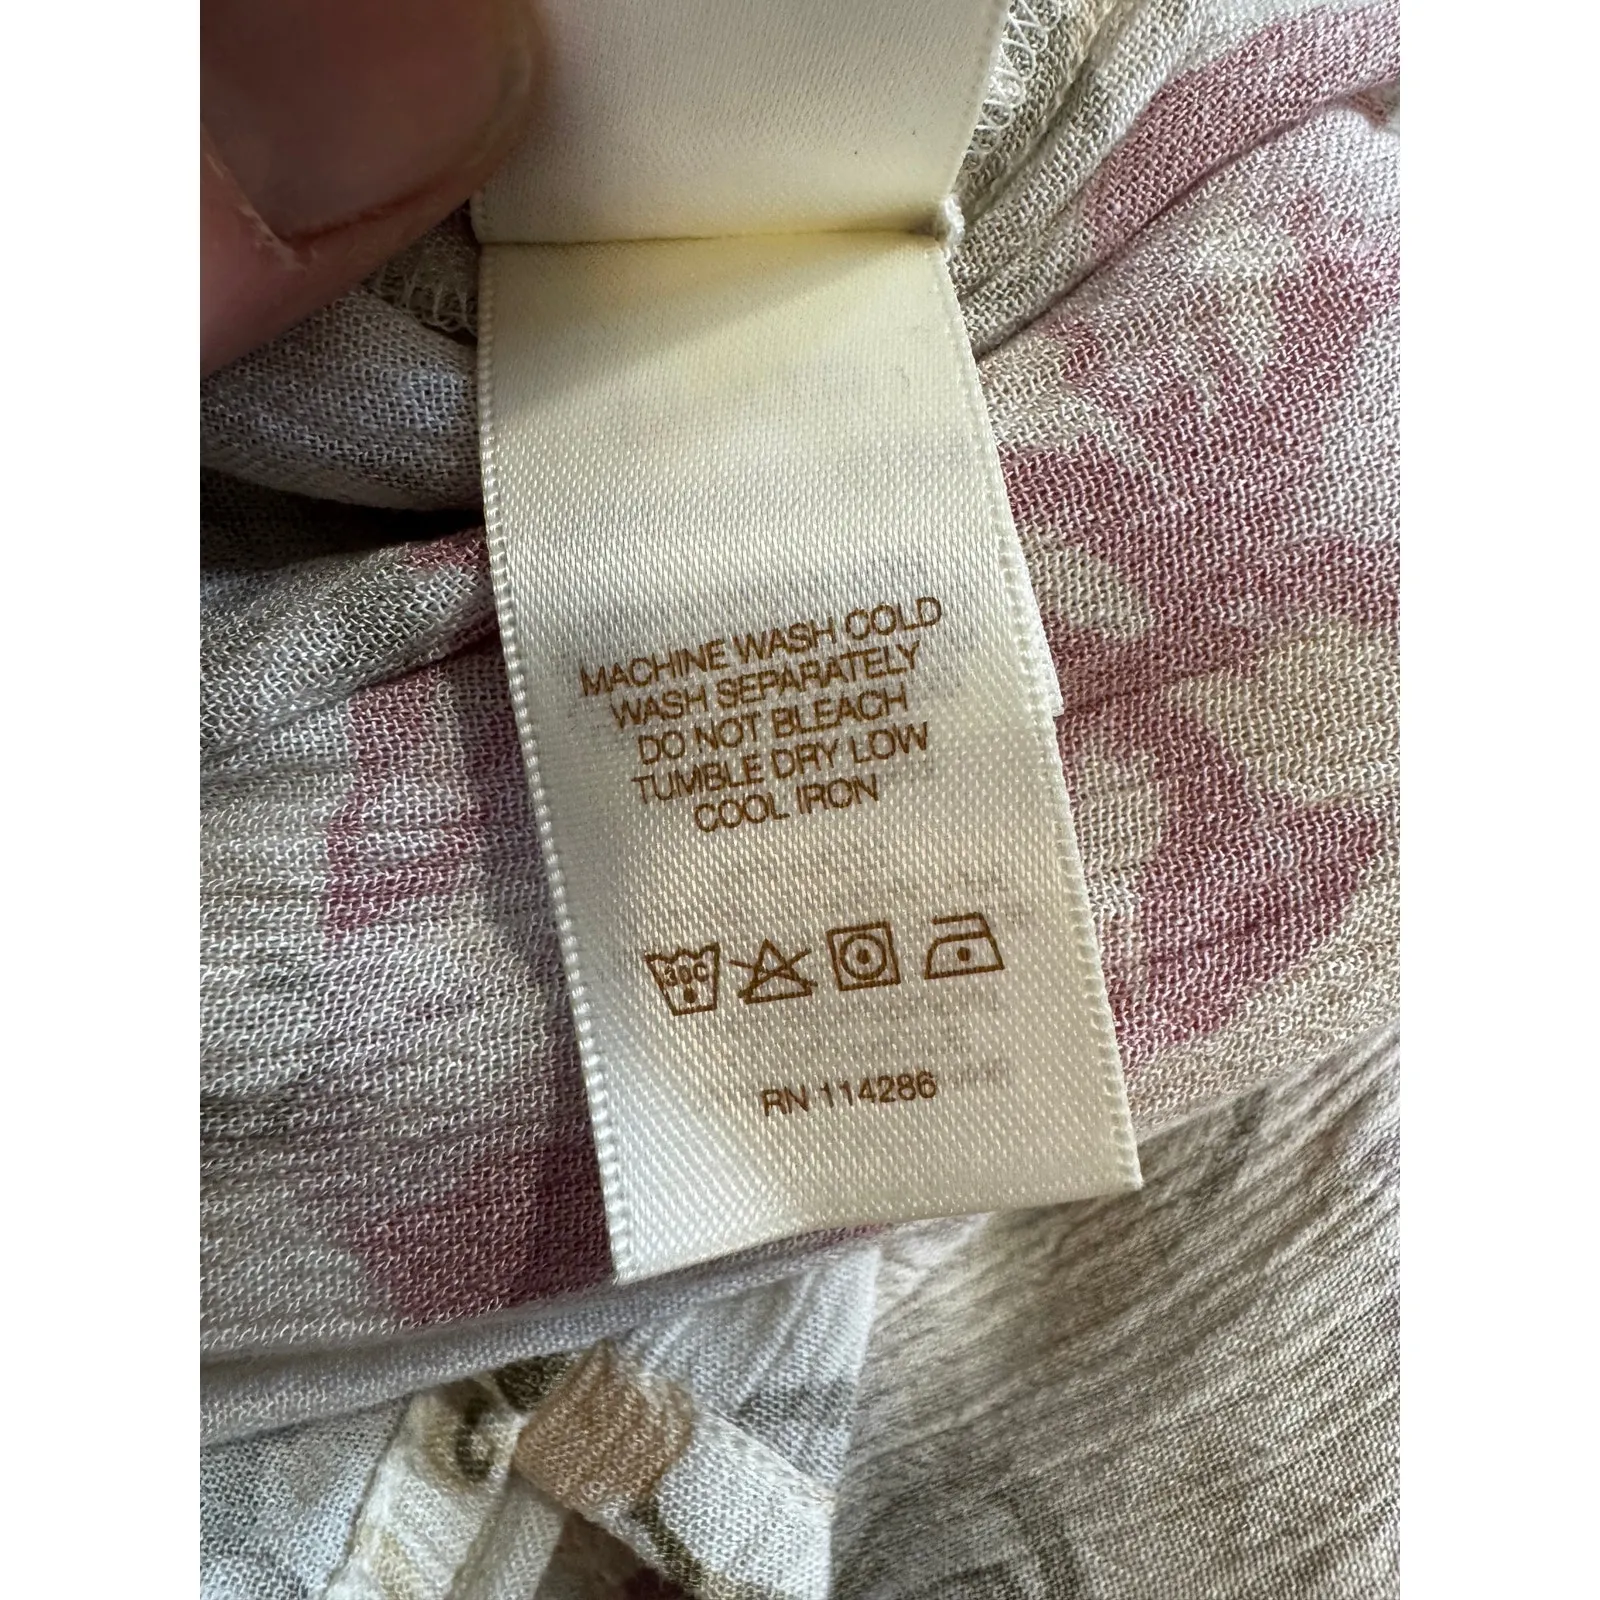 MACHINE WASH COLD
WASH SEPARATELY
DO NOT BLEACH
TUMBLE DRY LOW
COOL IRON
30C
RN 114286